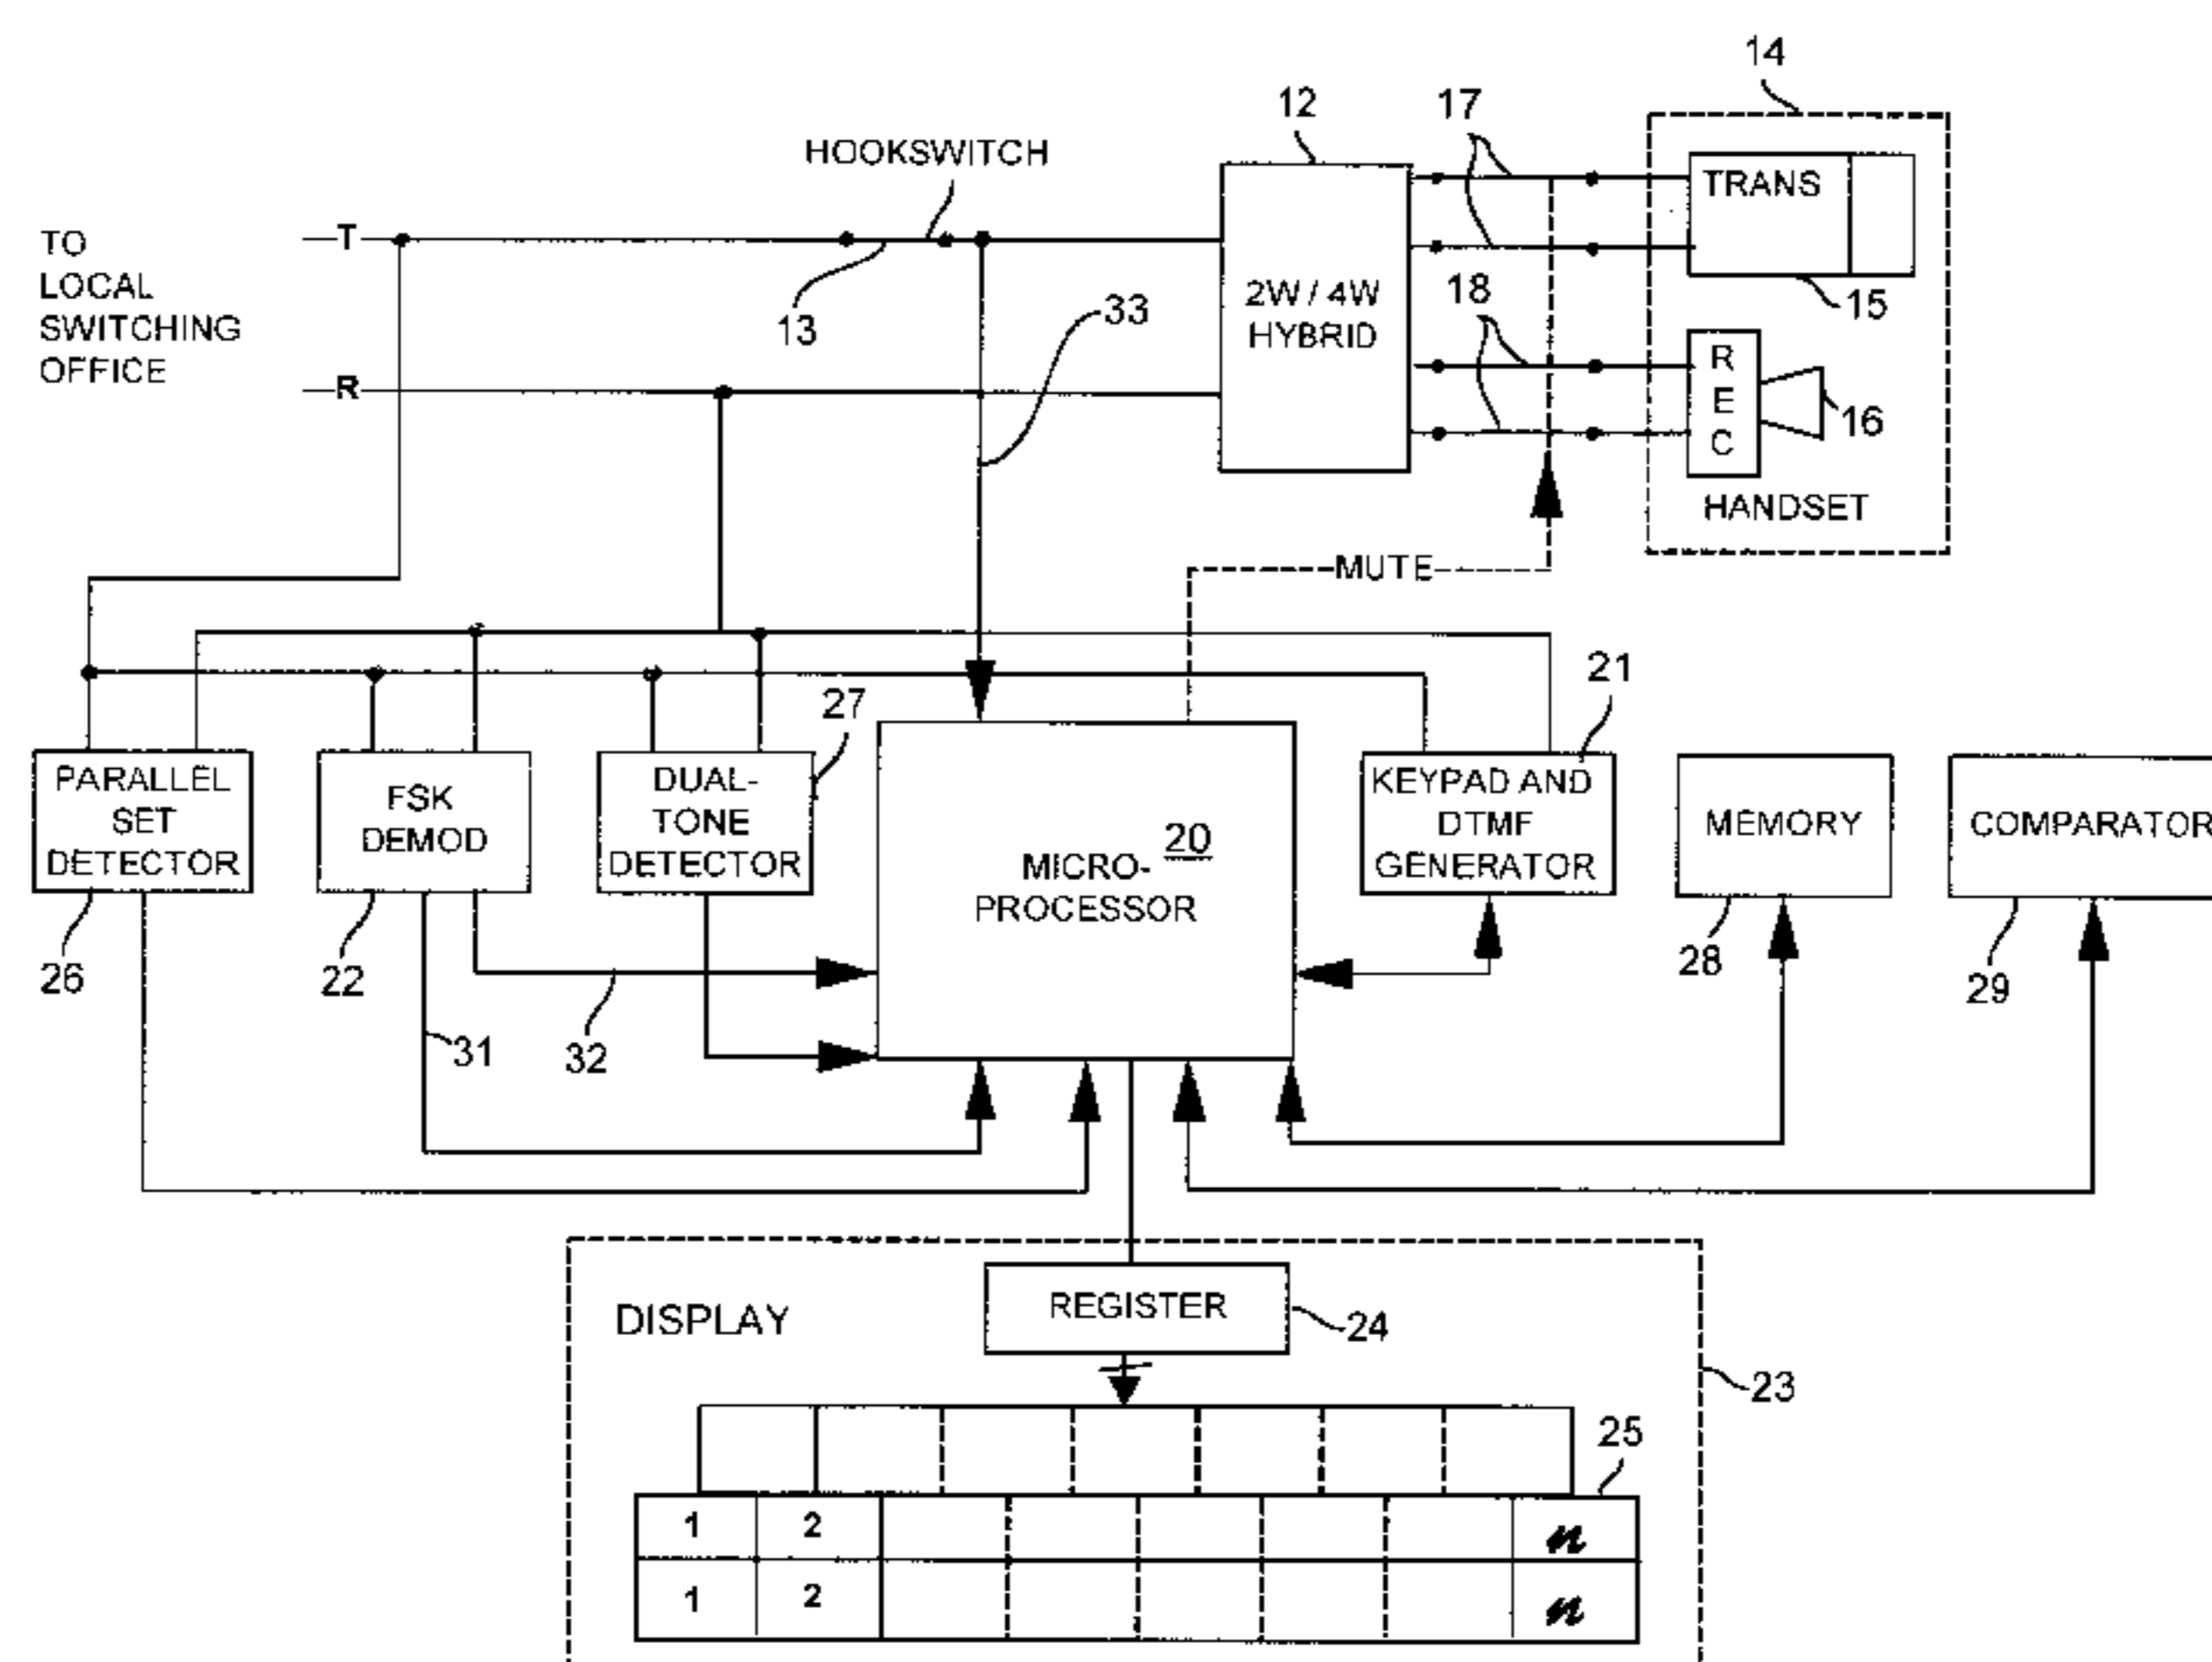 14
12
17
HOOKSWITCH
TRANS
TO
LOCAL
SWITCHING
OFFICE
T
R
13
33
2W / 4W
HYBRID
18
15
R
E
C
16
HANDSET
MUTE
21
27
PARALLEL
SET
DETECTOR
FSK
DEMOD
DUAL-
TONE
DETECTOR
20
MICRO-
PROCESSOR
KEYPAD AND
DTMF
GENERATOR
MEMORY
COMPARATOR
26
22
28
29
31
32
DISPLAY
REGISTER
24
23
25
1 2 n
1 2 n